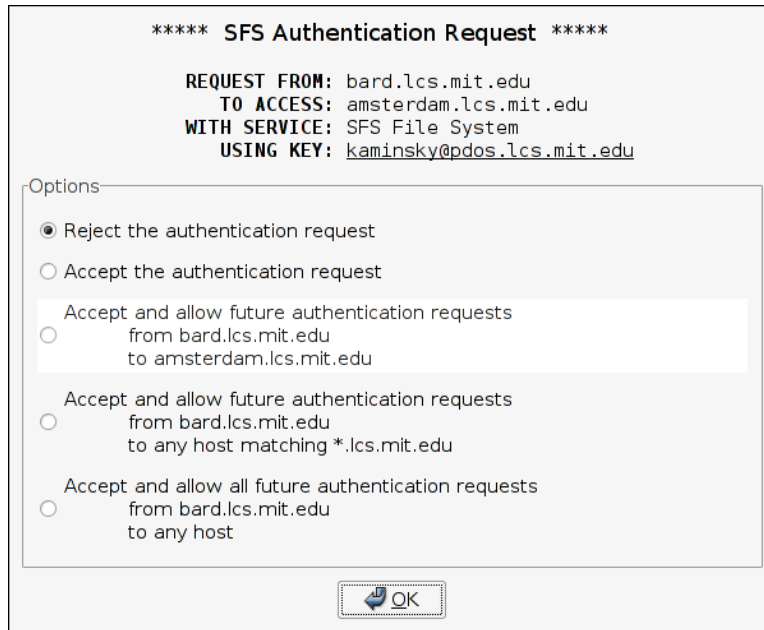 ***** SFS Authentication Request *****
REQUEST FROM: bard.lcs.mit.edu
TO ACCESS: amsterdam.lcs.mit.edu
WITH SERVICE: SFS File System
USING KEY: kaminsky@pdos.lcs.mit.edu
Options
Reject the authentication request
Accept the authentication request
Accept and allow future authentication requests
from bard.lcs.mit.edu
to amsterdam.lcs.mit.edu
Accept and allow future authentication requests
from bard.lcs.mit.edu
to any host matching *.lcs.mit.edu
Accept and allow all future authentication requests
from bard.lcs.mit.edu
to any host
OK